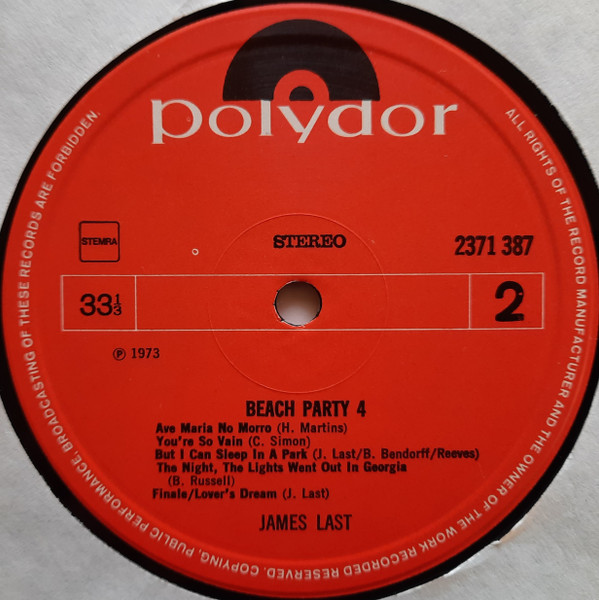 polydor
STEMRA
STEREO
2371 387
33⅓
2
℗ 1973
BEACH PARTY 4
Ave Maria No Morro (H. Martins)
You're So Vain (C. Simon)
But I Can Sleep In A Park (J. Last/B. Bendorff/Reeves)
The Night, The Lights Went Out In Georgia
(B. Russell)
Finale/Lover's Dream (J. Last)
JAMES LAST
ALL RIGHTS OF THE RECORD MANUFACTURER AND THE OWNER OF THE WORK RECORDED RESERVED. COPYING, PUBLIC PERFORMANCE, BROADCASTING OF THESE RECORDS ARE FORBIDDEN.